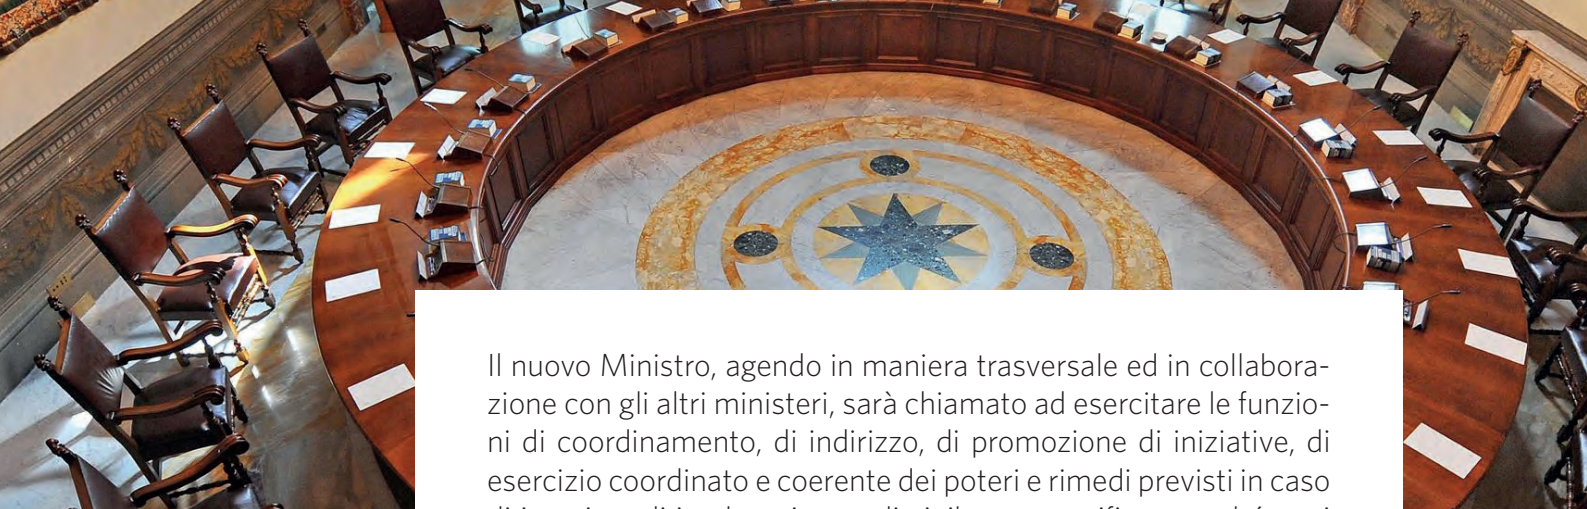 Il nuovo Ministro, agendo in maniera trasversale ed in collabora-
zione con gli altri ministeri, sarà chiamato ad esercitare le funzio-
ni di coordinamento, di indirizzo, di promozione di iniziative, di
esercizio coordinato e coerente dei poteri e rimedi previsti in caso